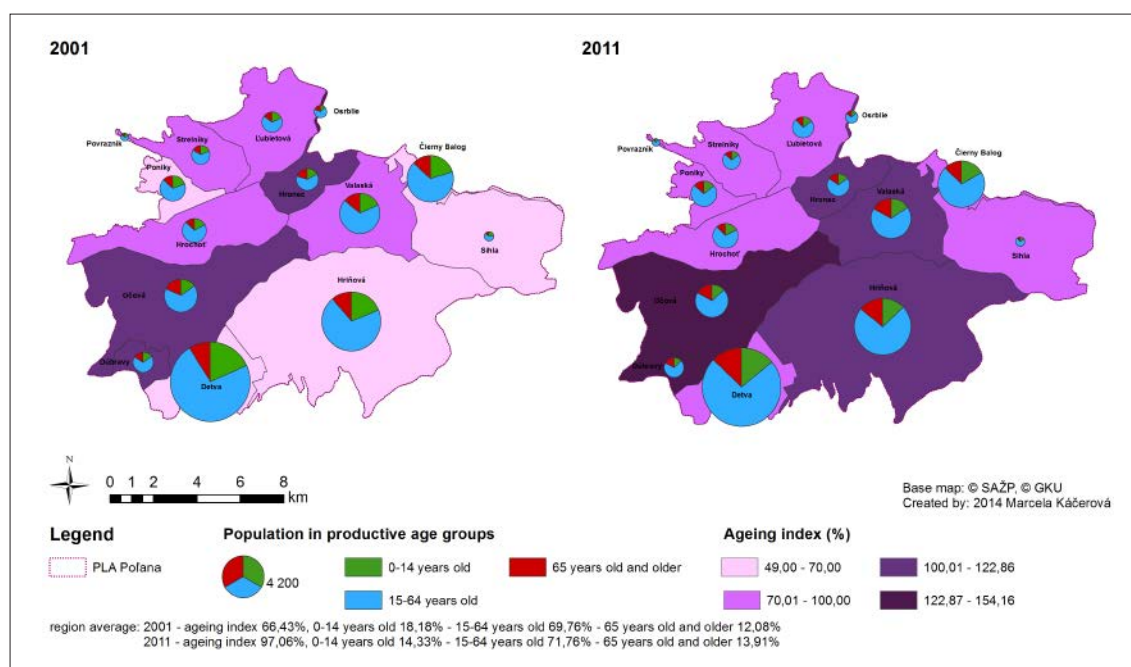 2001
2011
Osrblie
Povrazník
Strelníky
Ľubietová
Čierny Balog
Poniky
Hronec
Valaská
Hrochoť
Sihla
Očová
Hriňová
Dúbravy
Detva
Osrblie
Povrazník
Strelníky
Ľubietová
Čierny Balog
Poniky
Hronec
Valaská
Hrochoť
Sihla
Očová
Hriňová
Dúbravy
Detva
N
0 1 2 4 6 8
km
Base map: © SAŽP, © GKU
Created by: 2014 Marcela Káčerová
Legend
PLA Poľana
Population in productive age groups
4 200
0-14 years old
65 years old and older
15-64 years old
Ageing index (%)
49,00 - 70,00
100,01 - 122,86
70,01 - 100,00
122,87 - 154,16
region average: 2001 - ageing index 66,43%, 0-14 years old 18,18% - 15-64 years old 69,76% - 65 years old and older 12,08%
2011 - ageing index 97,06%, 0-14 years old 14,33% - 15-64 years old 71,76% - 65 years old and older 13,91%